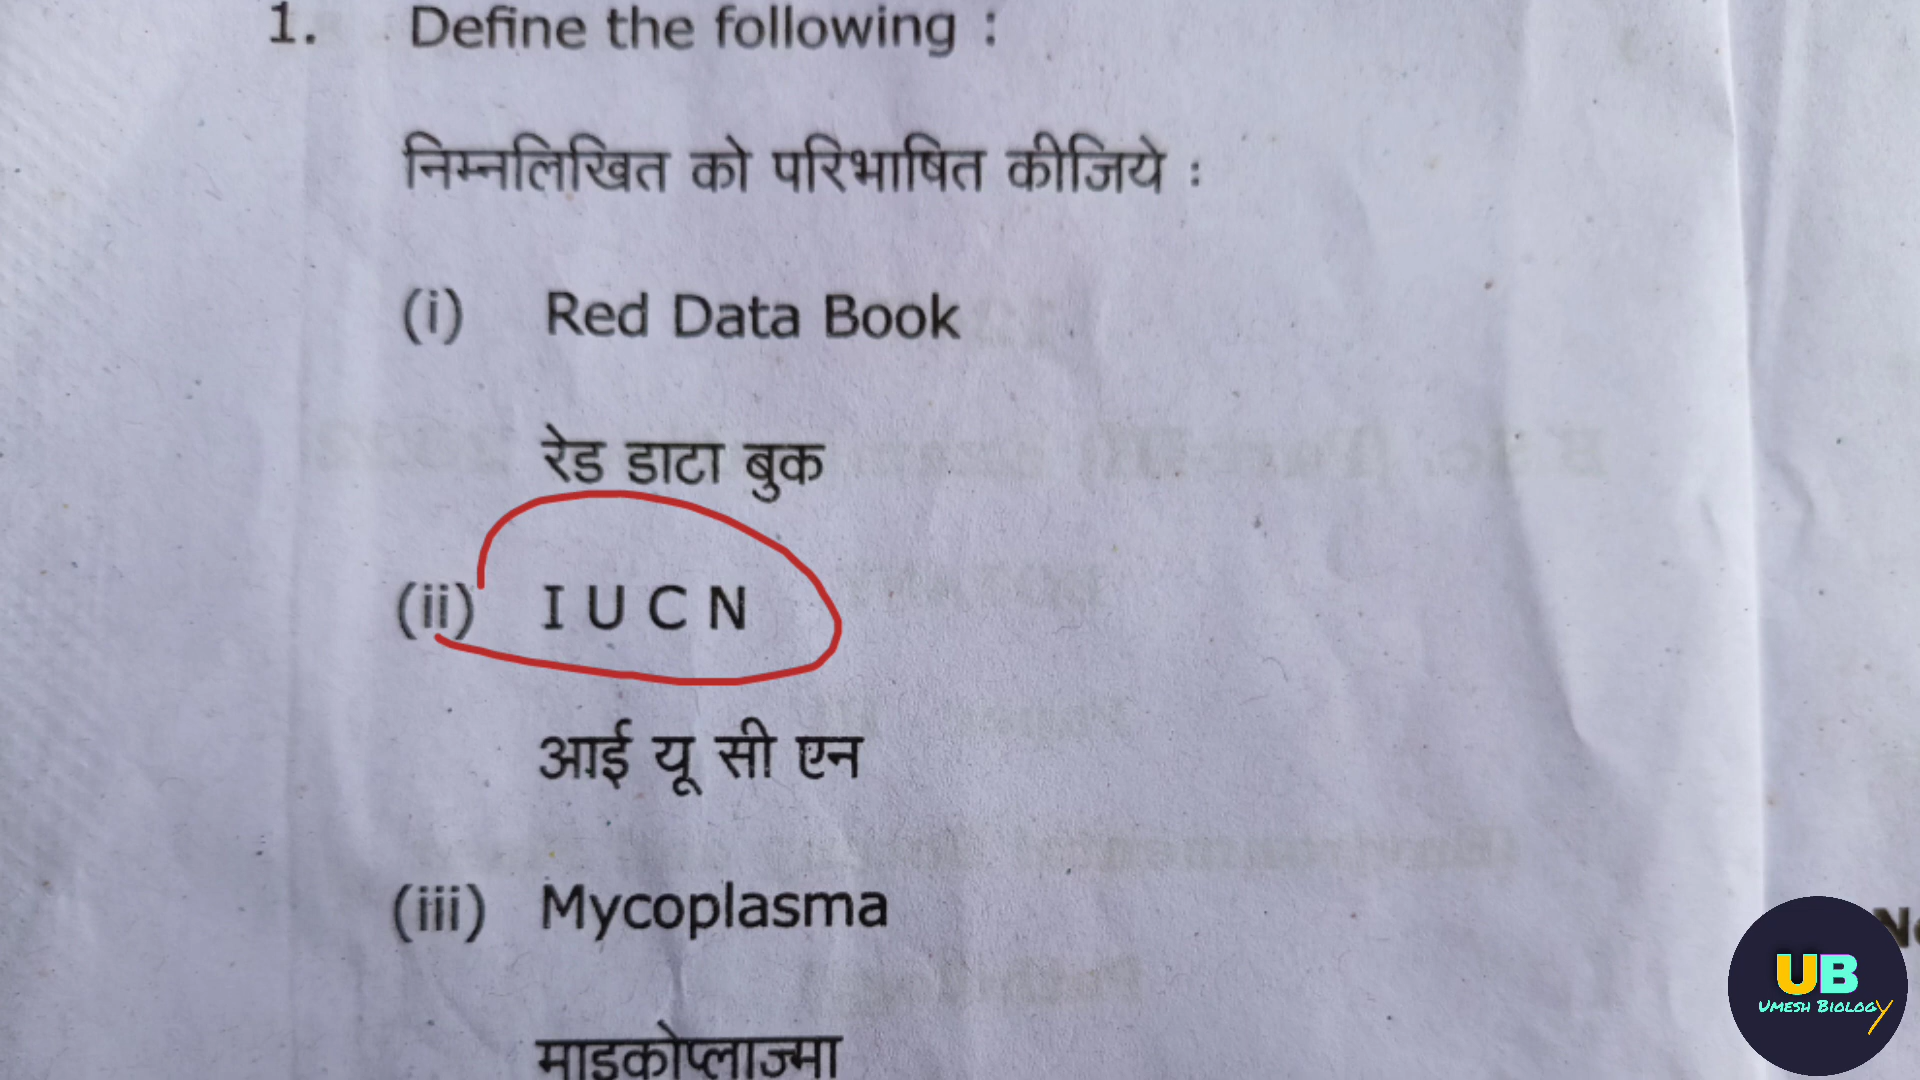 1. Define the following :
निम्नलिखित को परिभाषित कीजिये :
(i) Red Data Book
रेड डाटा बुक
(ii) I U C N
आई यू सी एन
(iii) Mycoplasma
माइकोप्लाज्मा
UB
UMESH BIOLOGY